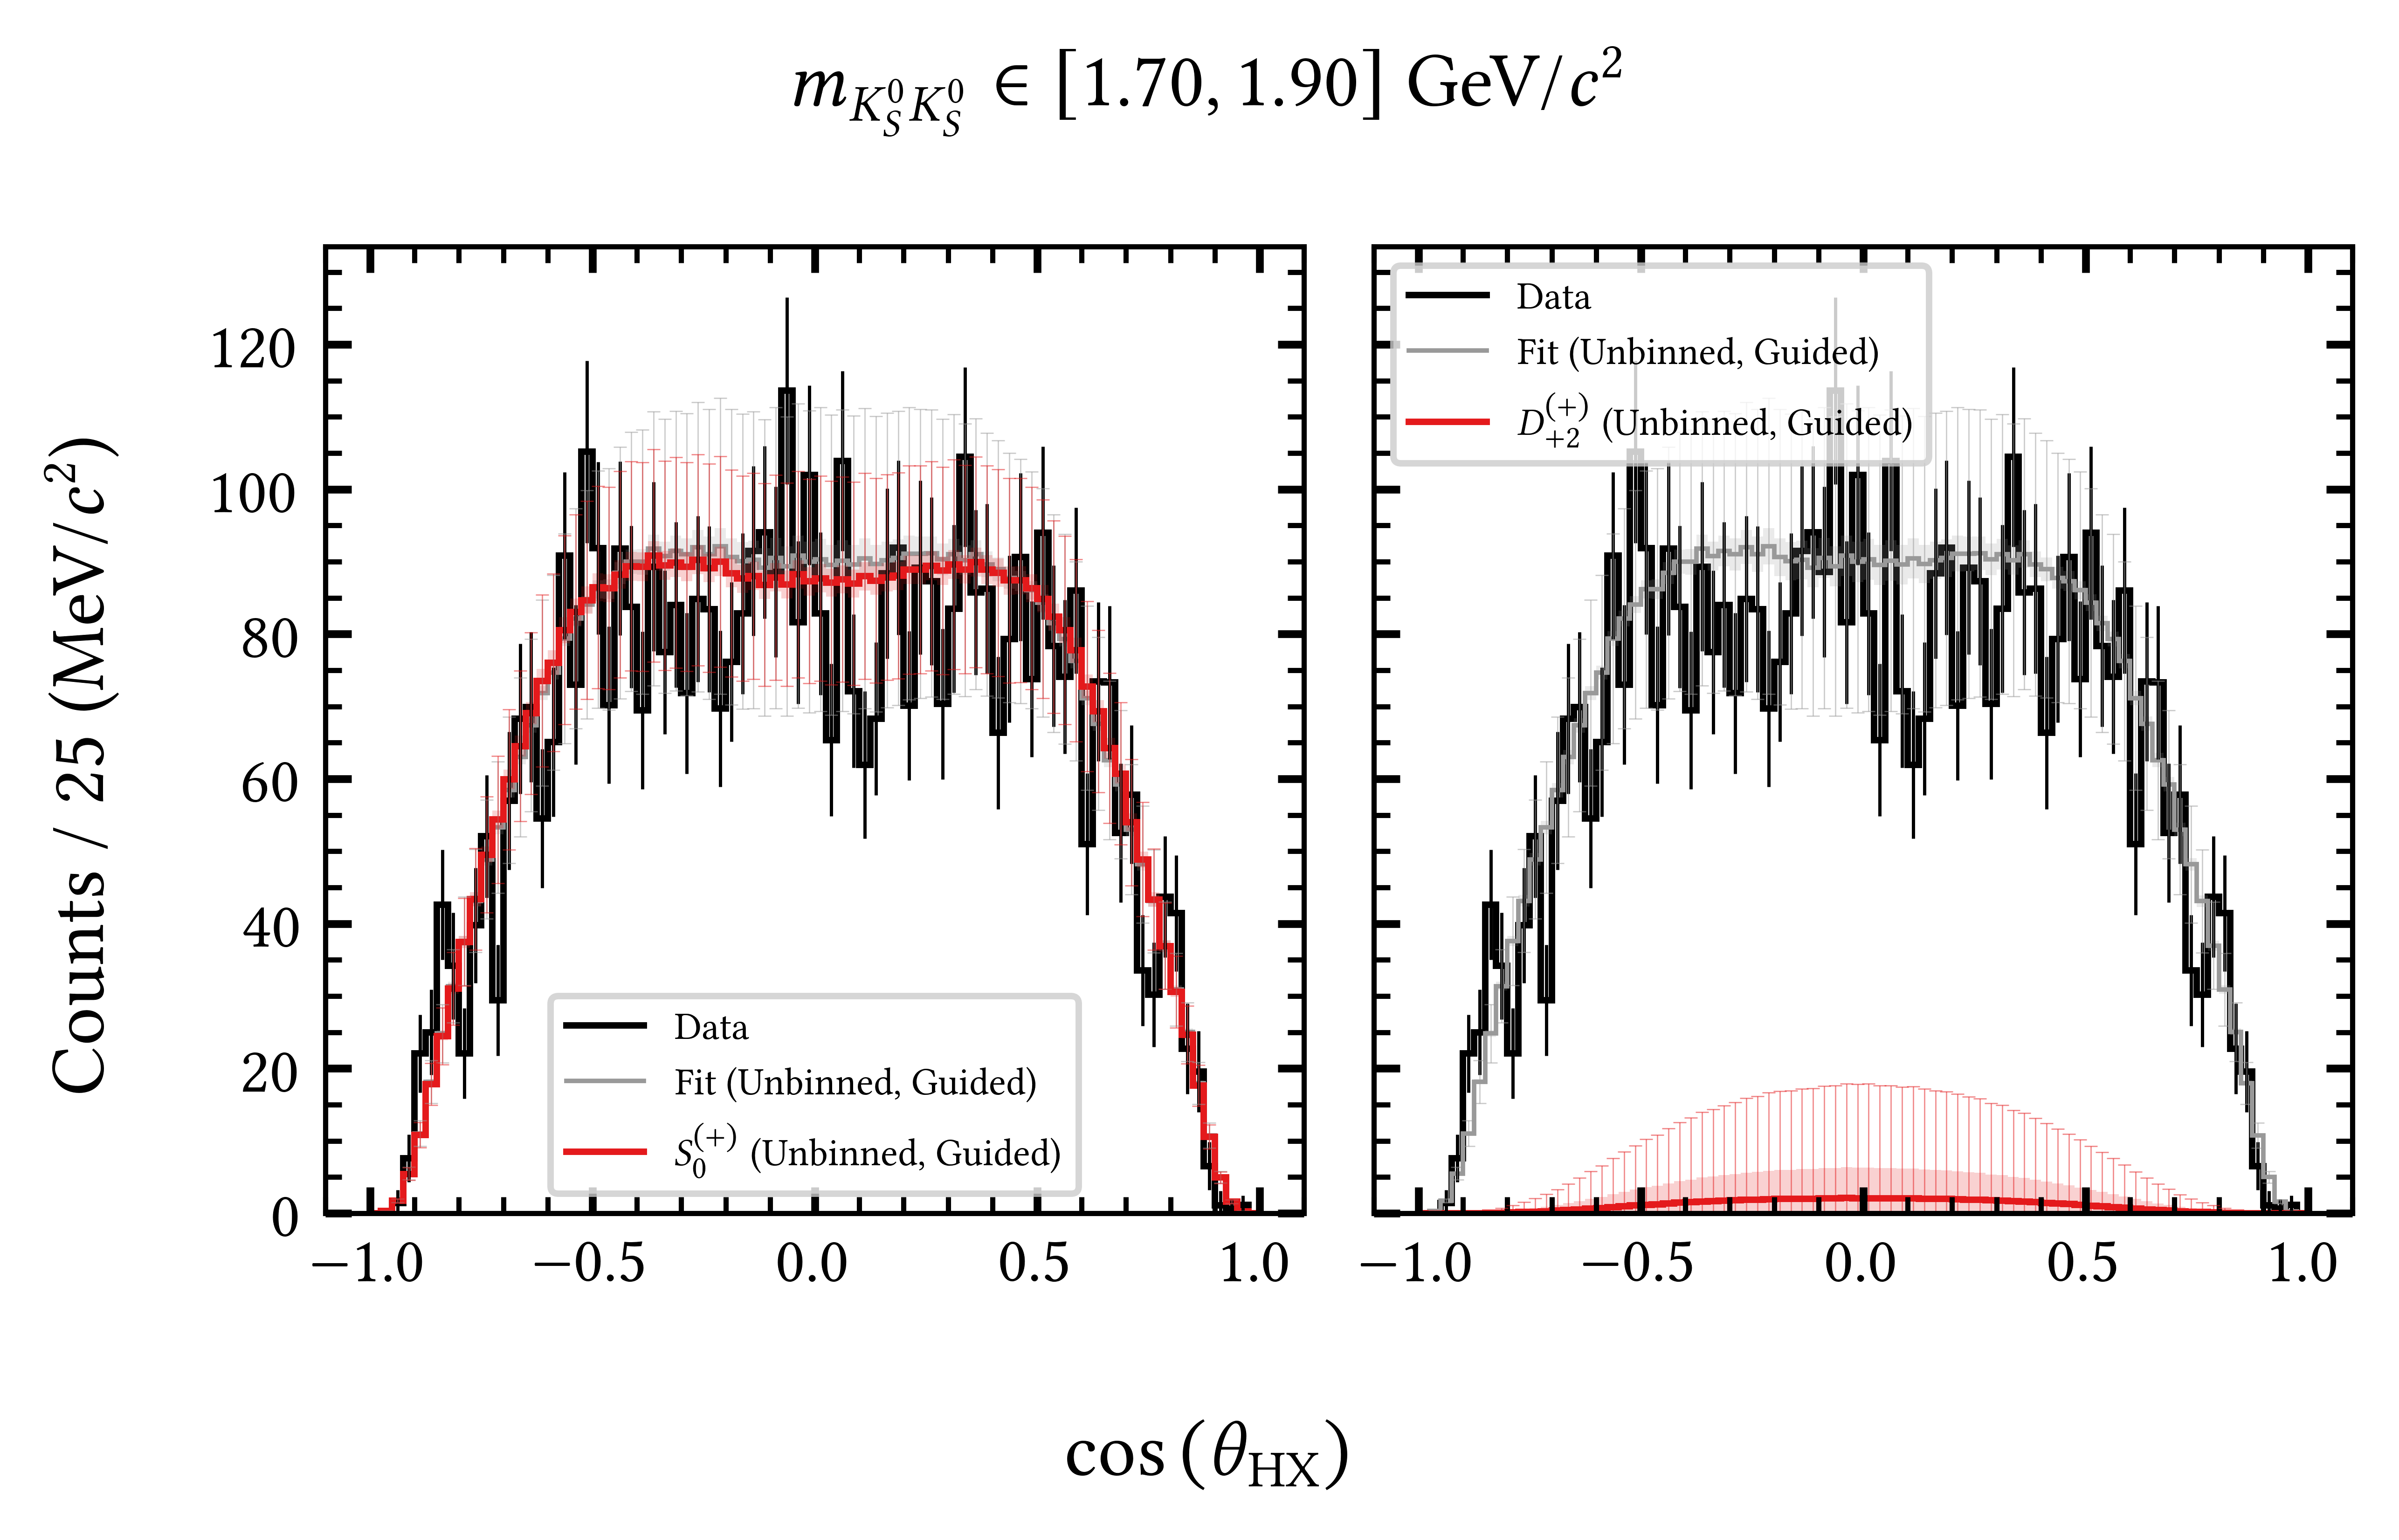 m_{K_S^0 K_S^0} ∈ [1.70, 1.90] GeV/c²
Counts / 25 (MeV/c²)
120
100
80
60
40
20
0
Data
Fit (Unbinned, Guided)
S_0^{(+)} (Unbinned, Guided)
−1.0 −0.5 0.0 0.5 1.0
Data
Fit (Unbinned, Guided)
D_{+2}^{(+)} (Unbinned, Guided)
−1.0 −0.5 0.0 0.5 1.0
cos (θ_{HX})